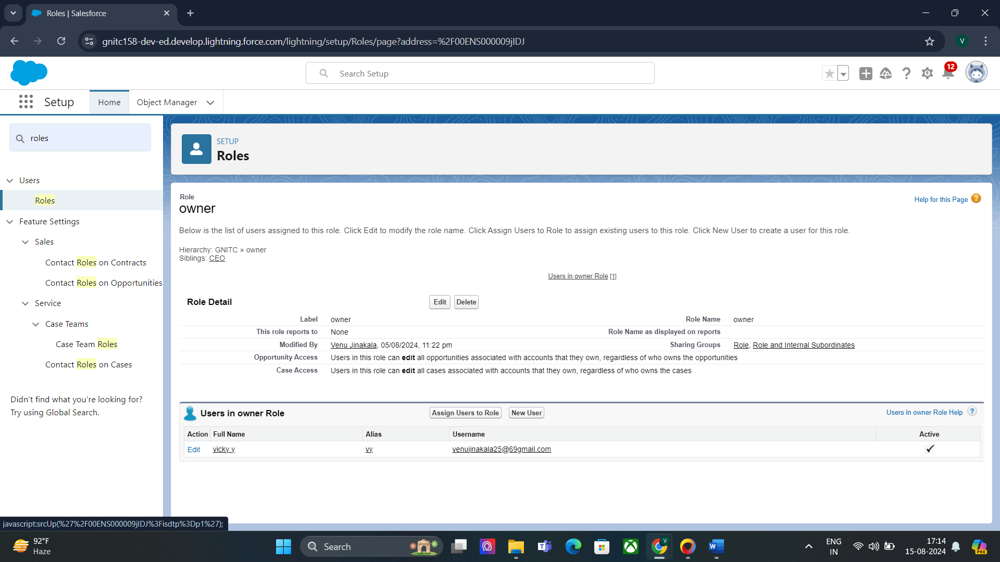 Roles | Salesforce
gnitc158-dev-ed.develop.lightning.force.com/lightning/setup/Roles/page?address=%2F00ENS000009jIDJ
V
Search Setup
12
Setup
Home
Object Manager
roles
Users
Roles
Feature Settings
Sales
Contact Roles on Contracts
Contact Roles on Opportunities
Service
Case Teams
Case Team Roles
Contact Roles on Cases
Didn't find what you're looking for?
Try using Global Search.
SETUP
Roles
Role
owner
Help for this Page ?
Below is the list of users assigned to this role. Click Edit to modify the role name. Click Assign Users to Role to assign existing users to this role. Click New User to create a user for this role.
Hierarchy: GNITC » owner
Siblings: CEO
Users in owner Role [1]
Role Detail Edit Delete
Label owner Role Name owner
This role reports to None Role Name as displayed on reports
Modified By Venu Jinakala, 05/08/2024, 11:22 pm Sharing Groups Role, Role and Internal Subordinates
Opportunity Access Users in this role can edit all opportunities associated with accounts that they own, regardless of who owns the opportunities
Case Access Users in this role can edit all cases associated with accounts that they own, regardless of who owns the cases
Users in owner Role Assign Users to Role New User Users in owner Role Help ?
Action Full Name Alias Username Active
Edit vicky y vy venujinakala25@69gmail.com
javascript:srcUp(%27%2F00ENS000009jIDJ%3Fisdtp%3Dp1%27);
92°F
Haze
Search
V
ENG
IN
17:14
15-08-2024
PRE